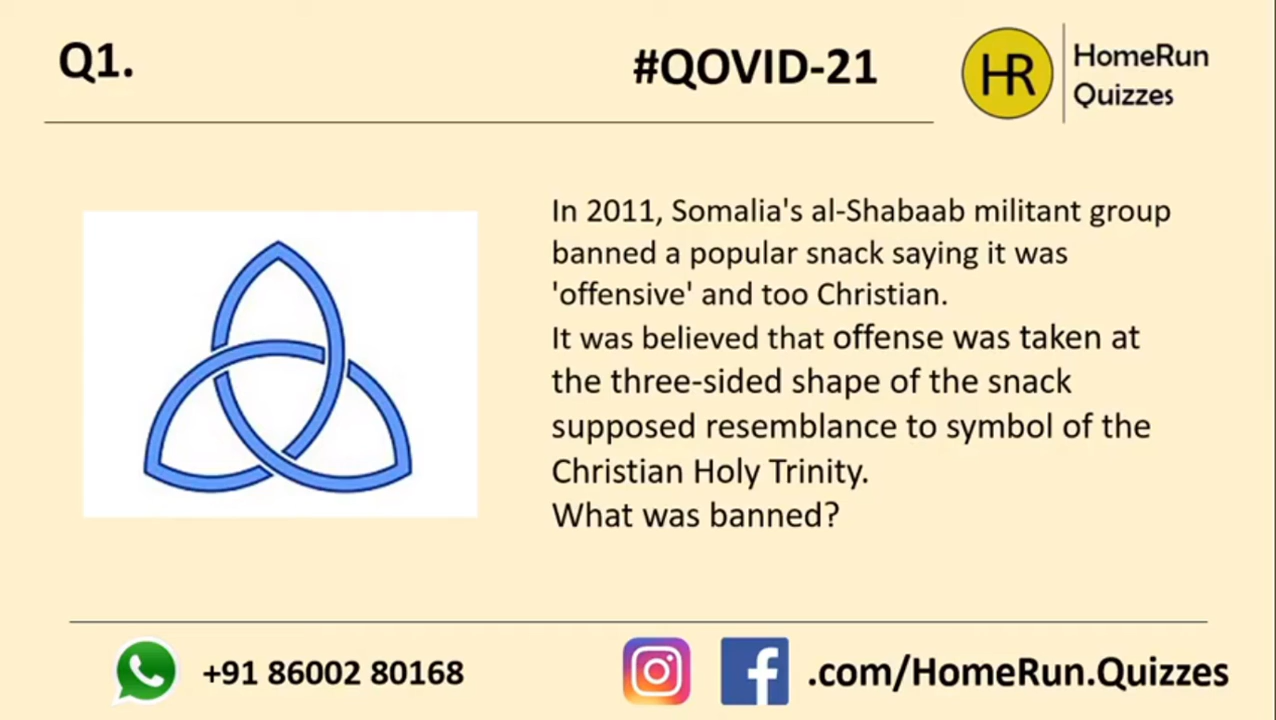 Q1.
#QOVID-21
HR
HomeRun
Quizzes
In 2011, Somalia's al-Shabaab militant group
banned a popular snack saying it was
'offensive' and too Christian.
It was believed that offense was taken at
the three-sided shape of the snack
supposed resemblance to symbol of the
Christian Holy Trinity.
What was banned?
+91 86002 80168
.com/HomeRun.Quizzes